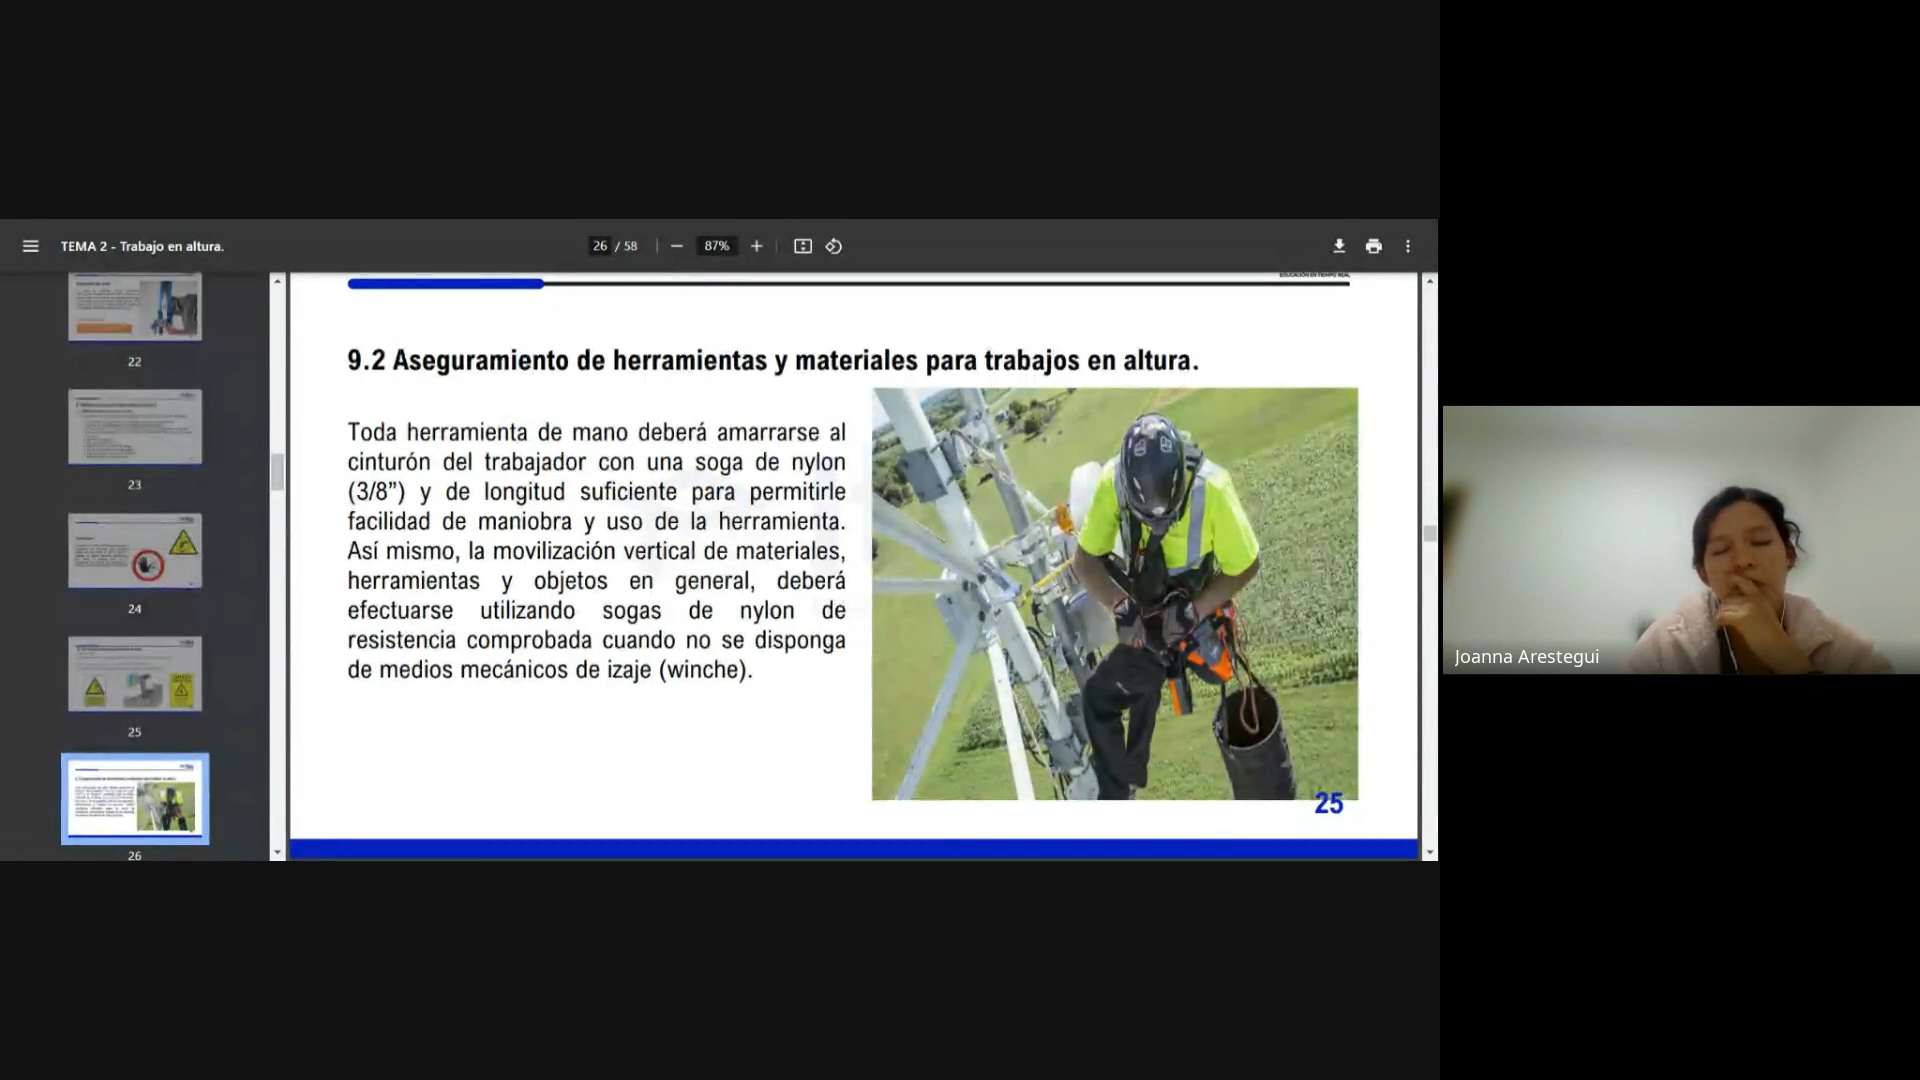 TEMA 2 - Trabajo en altura.
26 / 58
87%
EDUCACIÓN EN TIEMPO REAL
9.2 Aseguramiento de herramientas y materiales para trabajos en altura.
Toda herramienta de mano deberá amarrarse al
cinturón del trabajador con una soga de nylon
(3/8”) y de longitud suficiente para permitirle
facilidad de maniobra y uso de la herramienta.
Así mismo, la movilización vertical de materiales,
herramientas y objetos en general, deberá
efectuarse utilizando sogas de nylon de
resistencia comprobada cuando no se disponga
de medios mecánicos de izaje (winche).
25
22
23
24
25
26
Joanna Arestegui